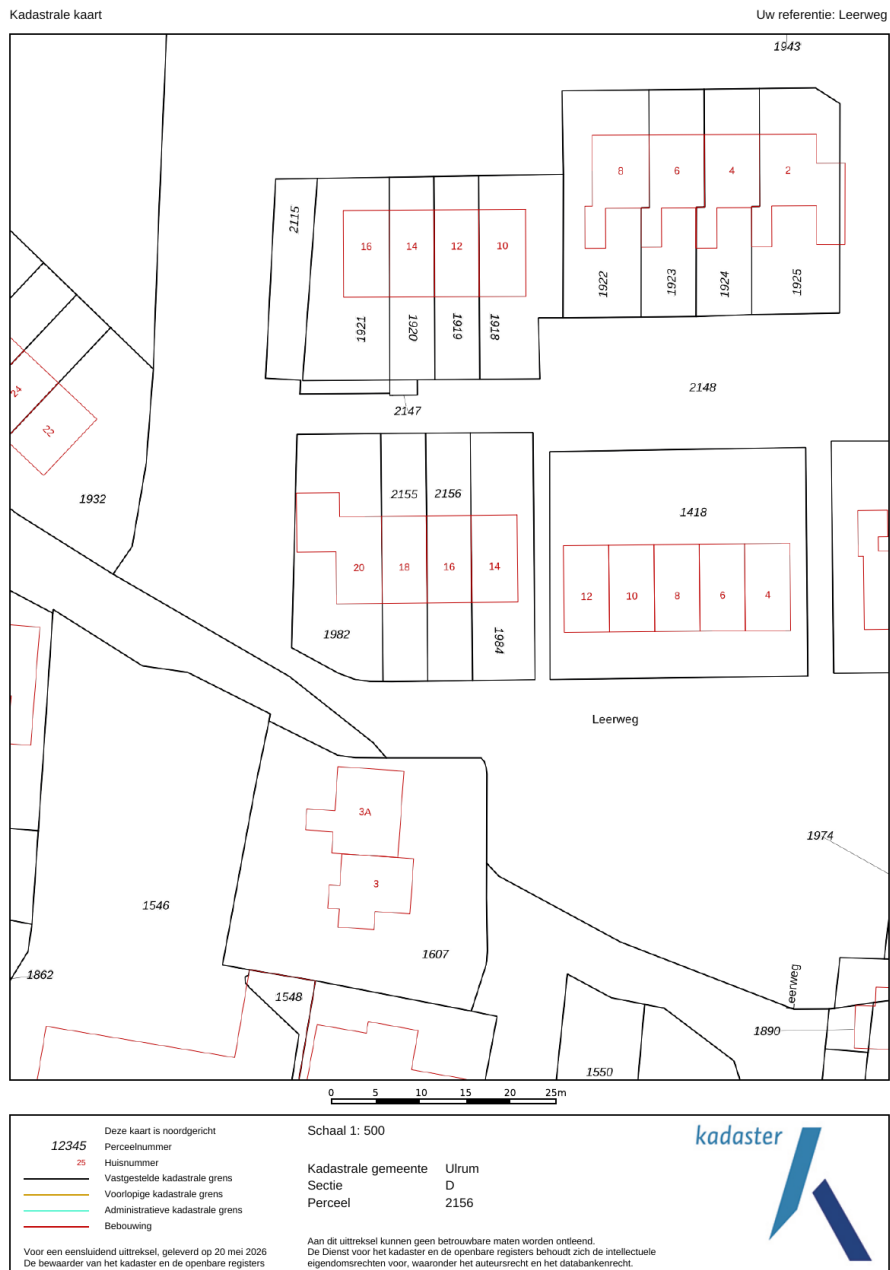 Kadastrale kaart
Uw referentie: Leerweg
1943
8
6
4
2
2115
16
14
12
10
1922
1923
1924
1925
1921
1920
1919
1918
24
22
2148
2147
1932
2155
2156
1418
20
18
16
14
12
10
8
6
4
1982
1984
Leerweg
3A
1974
3
1546
1607
1862
1548
Leerweg
1890
1550
0 5 10 15 20 25m
Deze kaart is noordgericht
12345 Perceelnummer
25 Huisnummer
Vastgestelde kadastrale grens
Voorlopige kadastrale grens
Administratieve kadastrale grens
Bebouwing
Voor een eensluidend uittreksel, geleverd op 20 mei 2026
De bewaarder van het kadaster en de openbare registers
Schaal 1: 500
Kadastrale gemeente Ulrum
Sectie D
Perceel 2156
Aan dit uittreksel kunnen geen betrouwbare maten worden ontleend.
De Dienst voor het kadaster en de openbare registers behoudt zich de intellectuele
eigendomsrechten voor, waaronder het auteursrecht en het databankenrecht.
kadaster